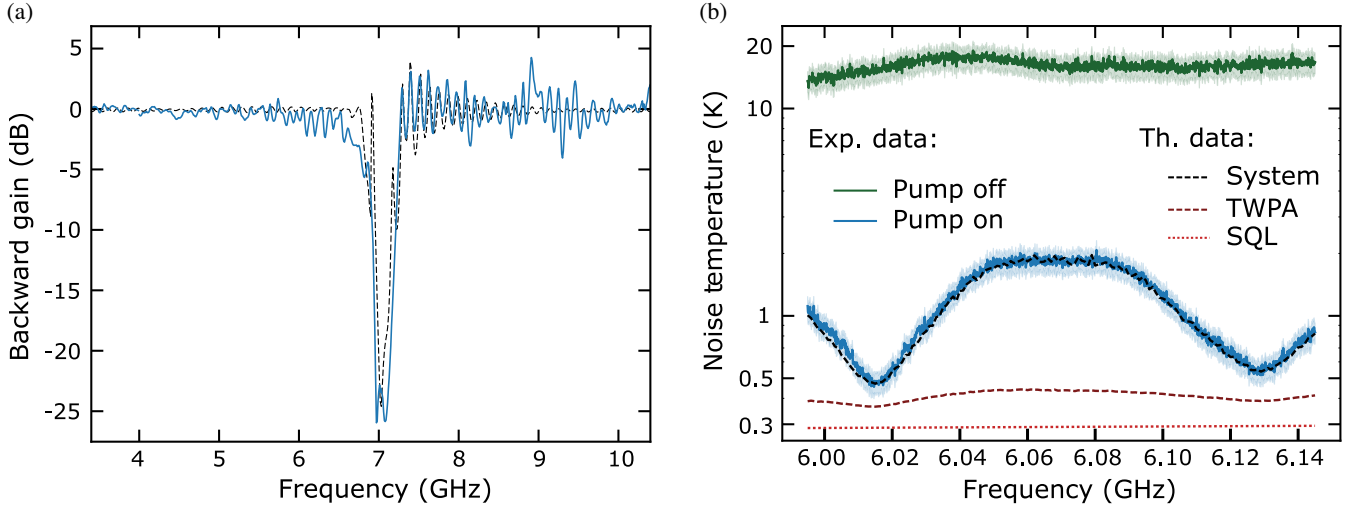 (a)
Backward gain (dB)
5
0
-5
-10
-15
-20
-25
4 5 6 7 8 9 10
Frequency (GHz)
(b)
Noise temperature (K)
20
10
1
0.5
0.3
Exp. data:
Pump off
Pump on
Th. data:
System
TWPA
SQL
6.00 6.02 6.04 6.06 6.08 6.10 6.12 6.14
Frequency (GHz)